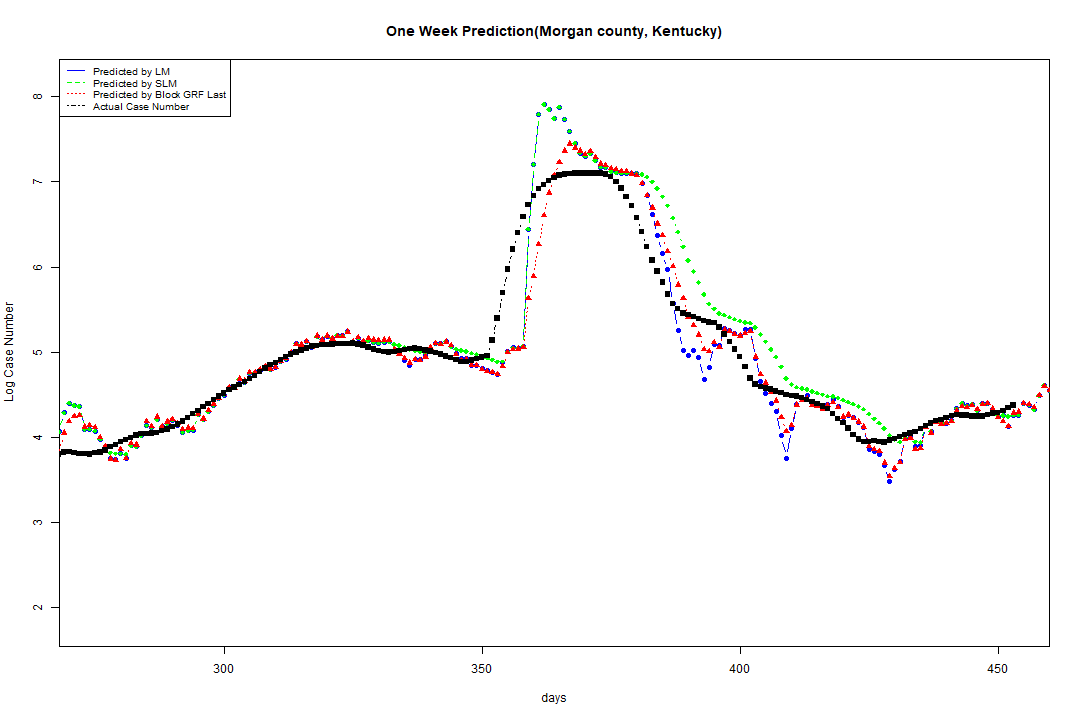 One Week Prediction(Morgan county, Kentucky)
Predicted by LM
Predicted by SLM
Predicted by Block GRF Last
Actual Case Number
8
7
6
5
4
3
2
Log Case Number
300 350 400 450
days